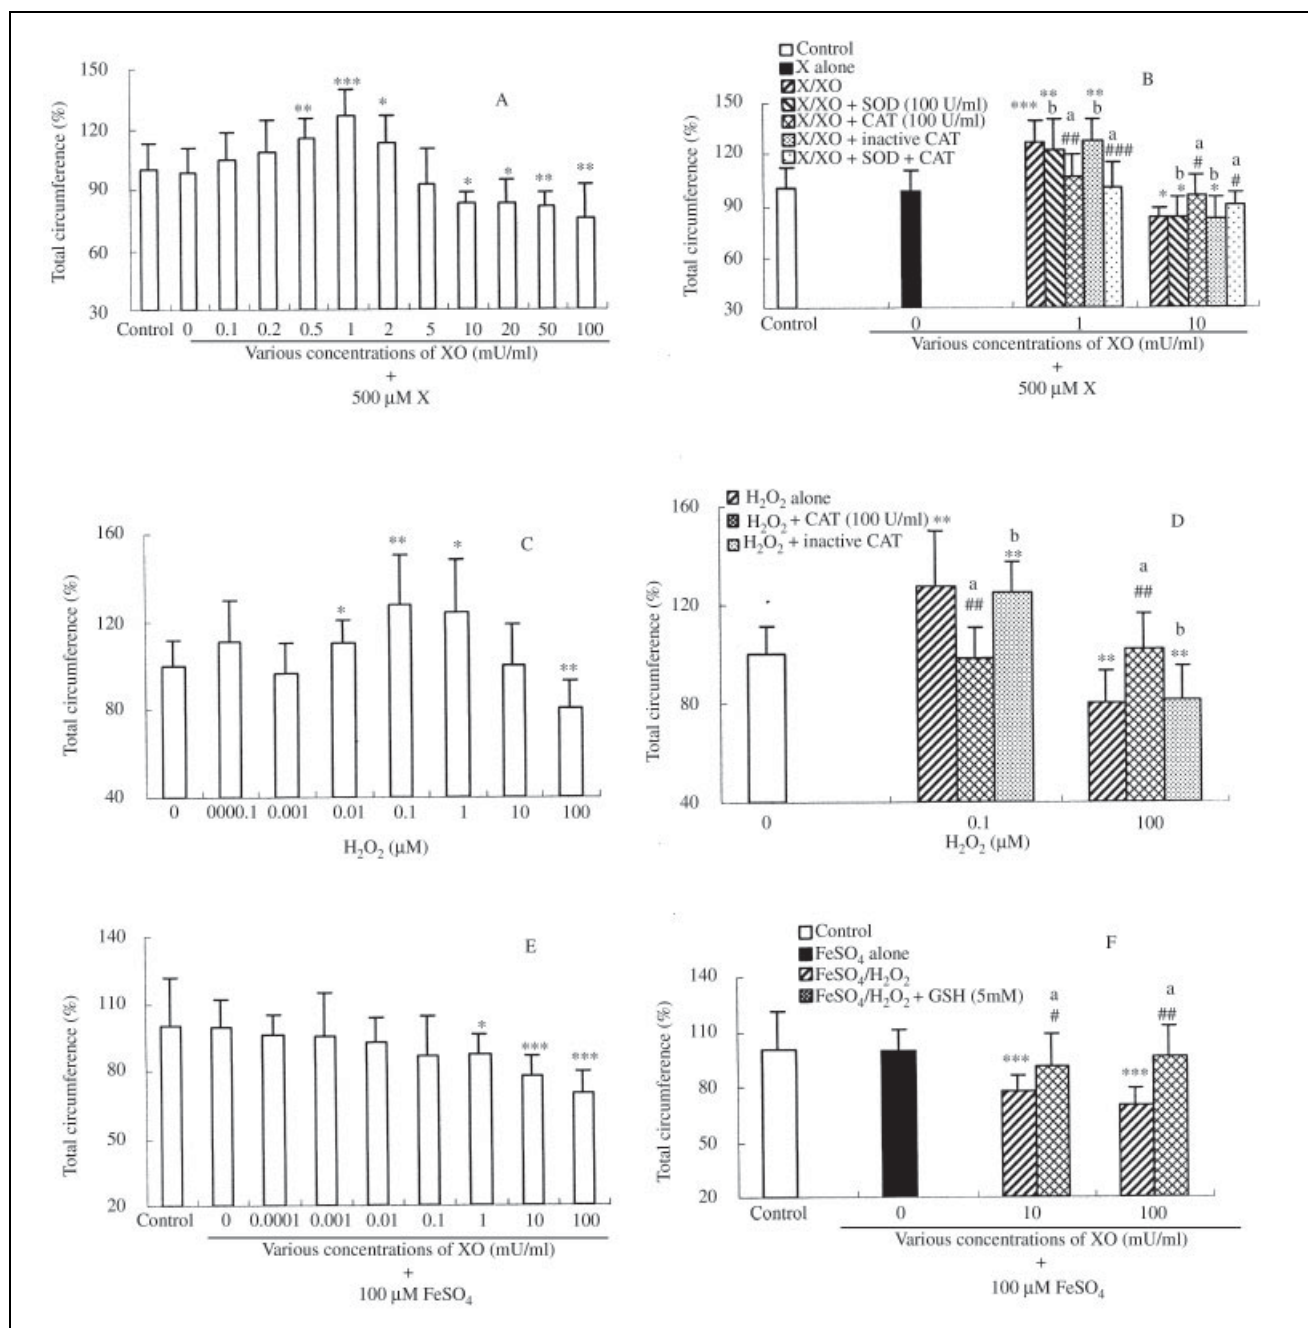 A
Total circumference (%)
150
120
90
60
30
** *** * * * ** **
Control 0 0.1 0.2 0.5 1 2 5 10 20 50 100
Various concentrations of XO (mU/ml)
+
500 µM X
B
Control
X alone
X/XO
X/XO + SOD (100 U/ml)
X/XO + CAT (100 U/ml)
X/XO + inactive CAT
X/XO + SOD + CAT
Total circumference (%)
150
120
90
60
30
*** ** b a ## ** b a ###
* b * a # b * a #
Control 0 1 10
Various concentrations of XO (mU/ml)
+
500 µM X
C
Total circumference (%)
160
120
80
40
* ** * **
0 0000.1 0.001 0.01 0.1 1 10 100
H₂O₂ (µM)
D
H₂O₂ alone
H₂O₂ + CAT (100 U/ml)
H₂O₂ + inactive CAT
Total circumference (%)
160
120
80
40
** a ## b **
** a ## b **
0 0.1 100
H₂O₂ (µM)
E
Total circumference (%)
140
110
80
50
20
* *** ***
Control 0 0.0001 0.001 0.01 0.1 1 10 100
Various concentrations of XO (mU/ml)
+
100 µM FeSO₄
F
Control
FeSO₄ alone
FeSO₄/H₂O₂
FeSO₄/H₂O₂ + GSH (5mM)
Total circumference (%)
140
110
80
50
20
*** a # *** a ##
Control 0 10 100
Various concentrations of XO (mU/ml)
+
100 µM FeSO₄